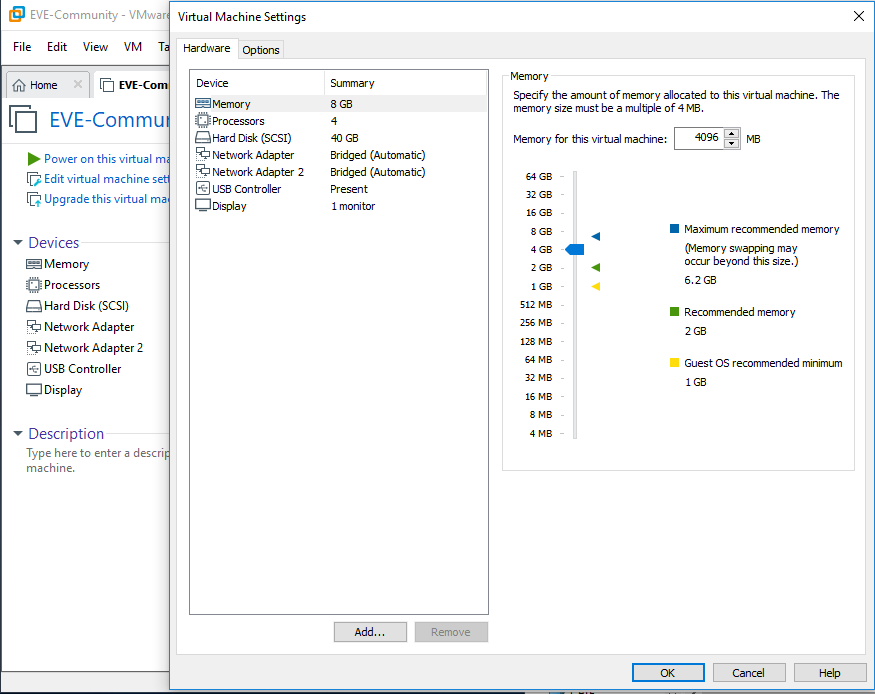 EVE-Community - VMware
File Edit View VM Ta
Home
EVE-Com
EVE-Commun
Power on this virtual ma
Edit virtual machine sett
Upgrade this virtual mac
Devices
Memory
Processors
Hard Disk (SCSI)
Network Adapter
Network Adapter 2
USB Controller
Display
Description
Type here to enter a descrip
machine.
Virtual Machine Settings
Hardware Options
Device Summary
Memory 8 GB
Processors 4
Hard Disk (SCSI) 40 GB
Network Adapter Bridged (Automatic)
Network Adapter 2 Bridged (Automatic)
USB Controller Present
Display 1 monitor
Add... Remove
Memory
Specify the amount of memory allocated to this virtual machine. The
memory size must be a multiple of 4 MB.
Memory for this virtual machine: 4096 MB
64 GB
32 GB
16 GB
8 GB
4 GB
2 GB
1 GB
512 MB
256 MB
128 MB
64 MB
32 MB
16 MB
8 MB
4 MB
Maximum recommended memory
(Memory swapping may
occur beyond this size.)
6.2 GB
Recommended memory
2 GB
Guest OS recommended minimum
1 GB
OK Cancel Help